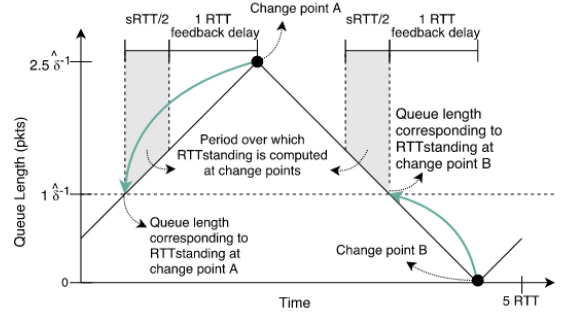 Change point A
sRTT/2
1 RTT
feedback delay
sRTT/2
1 RTT
feedback delay
2.5 δ̂⁻¹
Queue length
corresponding to
RTTstanding at
change point B
Period over which
RTTstanding is computed
at change points
Queue Length (pkts)
1 δ̂⁻¹
Queue length
corresponding to
RTTstanding at
change point A
Change point B
0
Time
5 RTT